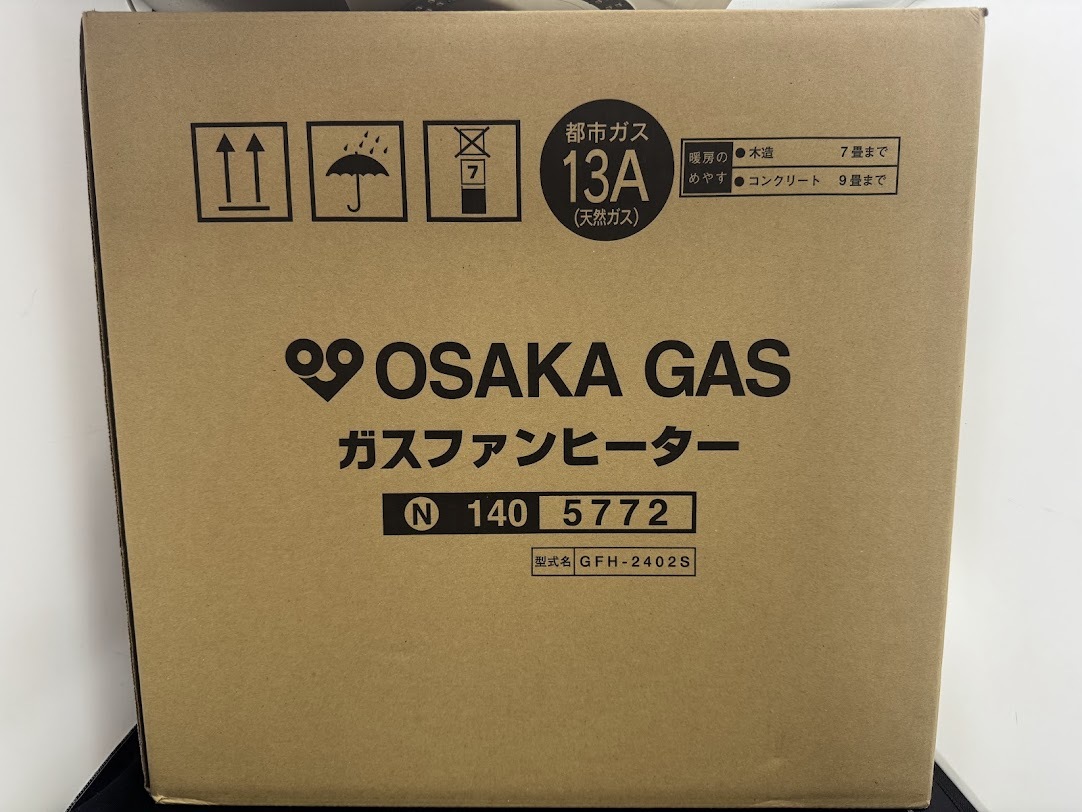 7
都市ガス
13A
(天然ガス)
暖房の
めやす
●木造 7畳まで
●コンクリート 9畳まで
OSAKA GAS
ガスファンヒーター
N 140 5772
型式名 GFH-2402S